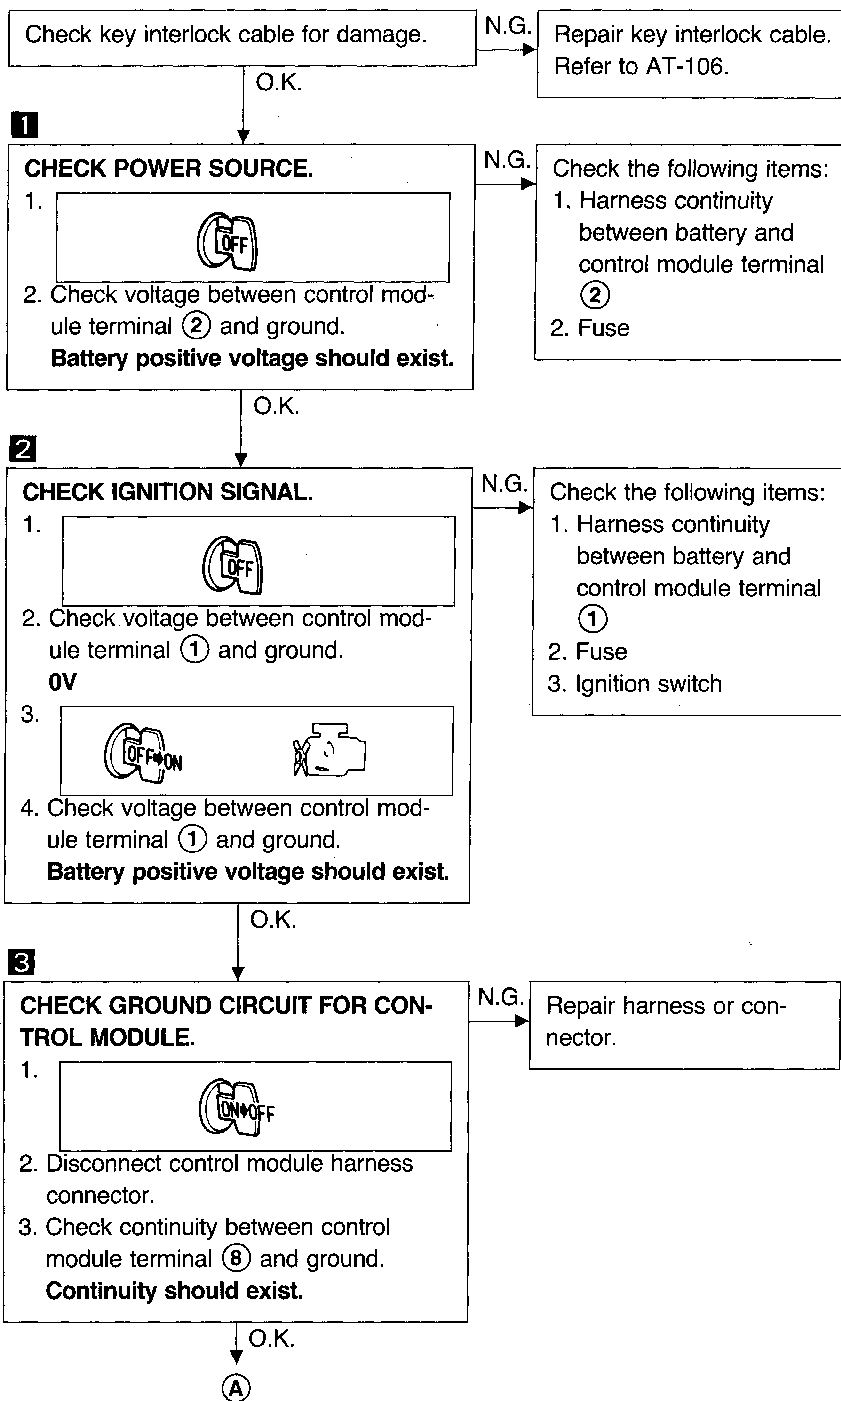 Check key interlock cable for damage.
N.G.
Repair key interlock cable.
Refer to AT-106.
O.K.
1
CHECK POWER SOURCE.
1.
OFF
2. Check voltage between control mod-
ule terminal ② and ground.
Battery positive voltage should exist.
N.G.
Check the following items:
1. Harness continuity
between battery and
control module terminal
②
2. Fuse
O.K.
2
CHECK IGNITION SIGNAL.
1.
OFF
2. Check voltage between control mod-
ule terminal ① and ground.
0V
3.
OFF➡ON
4. Check voltage between control mod-
ule terminal ① and ground.
Battery positive voltage should exist.
N.G.
Check the following items:
1. Harness continuity
between battery and
control module terminal
①
2. Fuse
3. Ignition switch
O.K.
3
CHECK GROUND CIRCUIT FOR CON-
TROL MODULE.
1.
ON➡OFF
2. Disconnect control module harness
connector.
3. Check continuity between control
module terminal ⑧ and ground.
Continuity should exist.
N.G.
Repair harness or con-
nector.
O.K.
Ⓐ